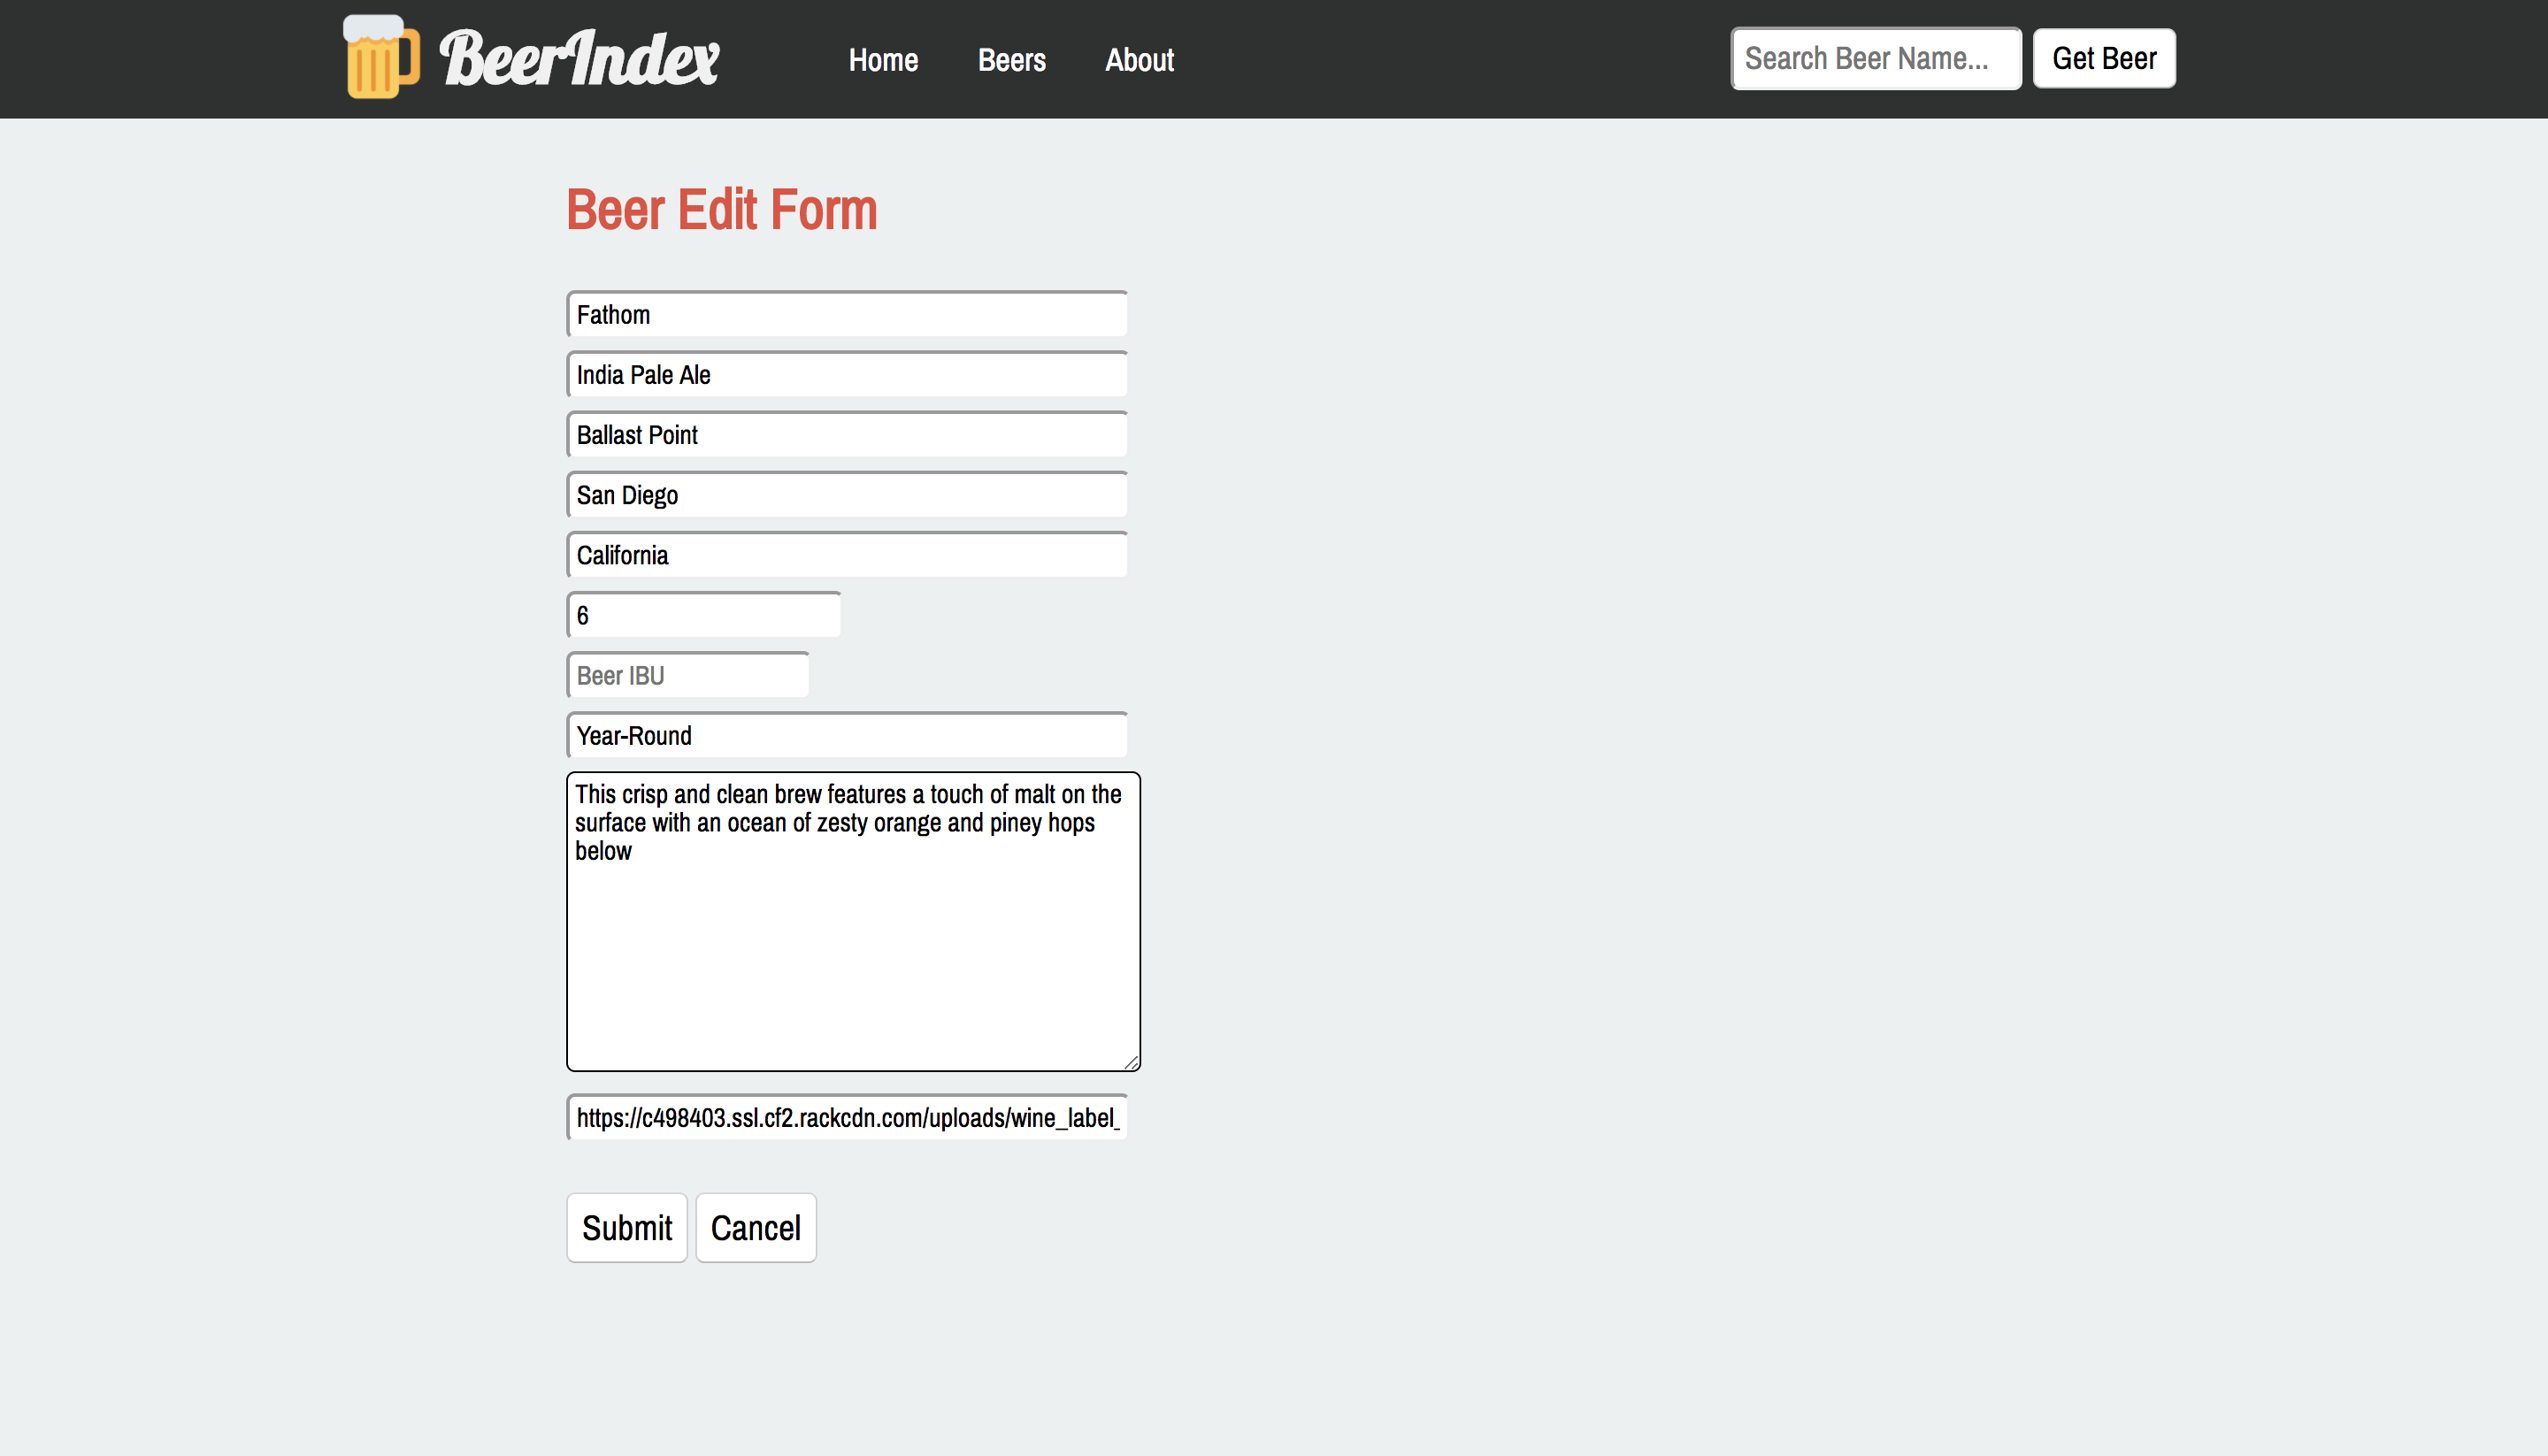 BeerIndex
Home
Beers
About
Search Beer Name...
Get Beer
Beer Edit Form
Fathom
India Pale Ale
Ballast Point
San Diego
California
6
Beer IBU
Year-Round
This crisp and clean brew features a touch of malt on the
surface with an ocean of zesty orange and piney hops
below
https://c498403.ssl.cf2.rackcdn.com/uploads/wine_label_
Submit
Cancel